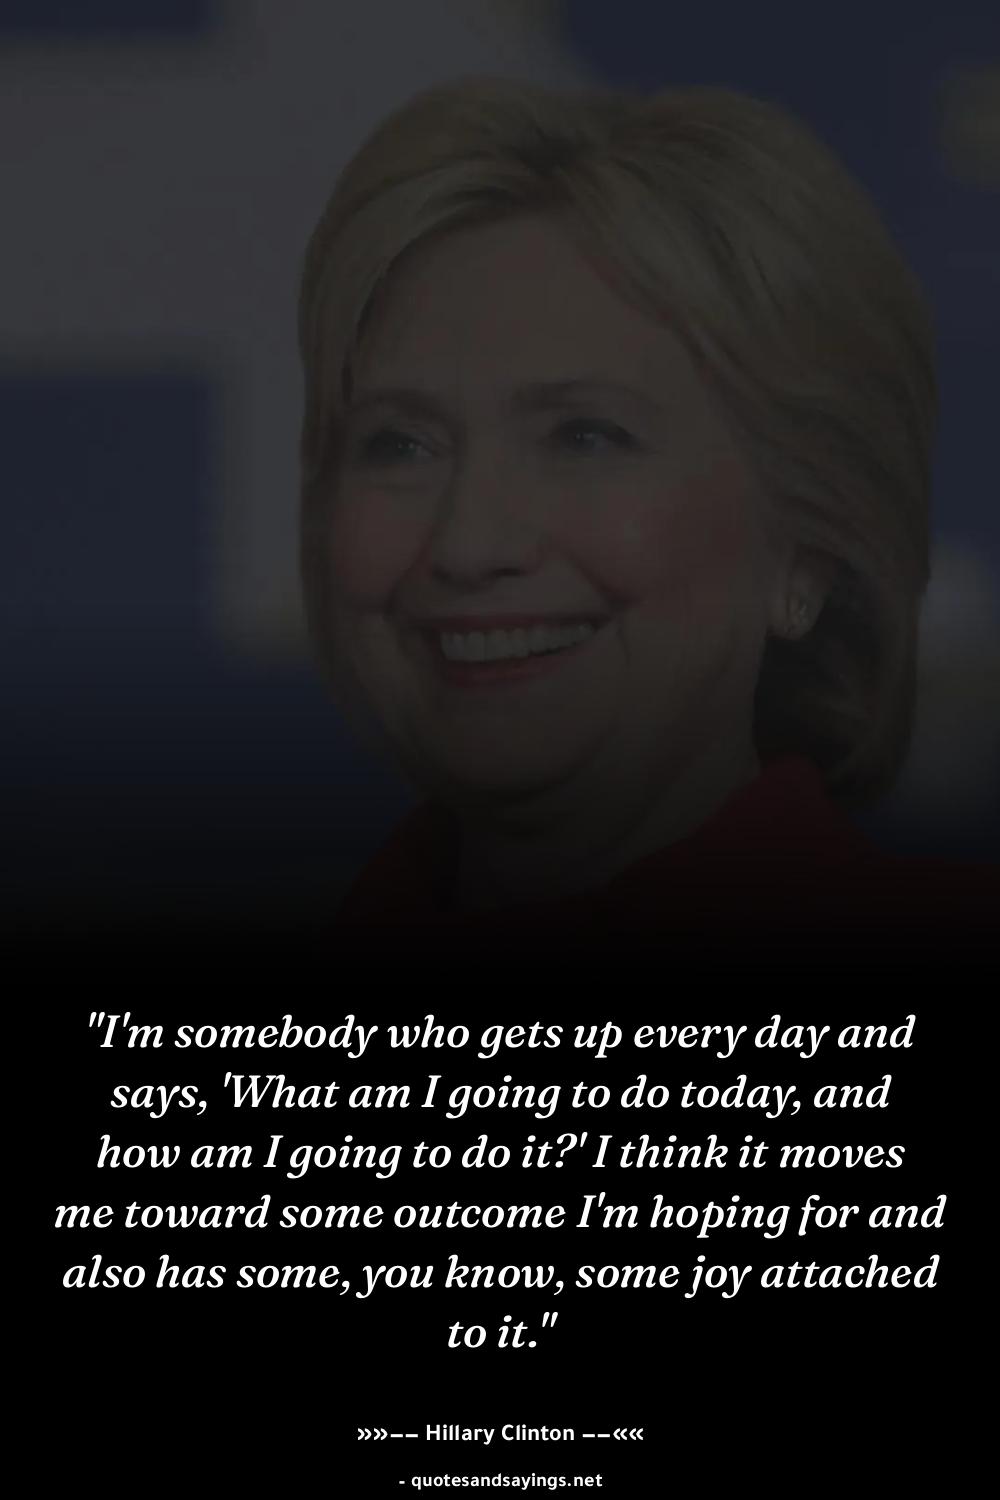 "I'm somebody who gets up every day and
says, 'What am I going to do today, and
how am I going to do it?' I think it moves
me toward some outcome I'm hoping for and
also has some, you know, some joy attached
to it."
»»–– Hillary Clinton ––««
- quotesandsayings.net